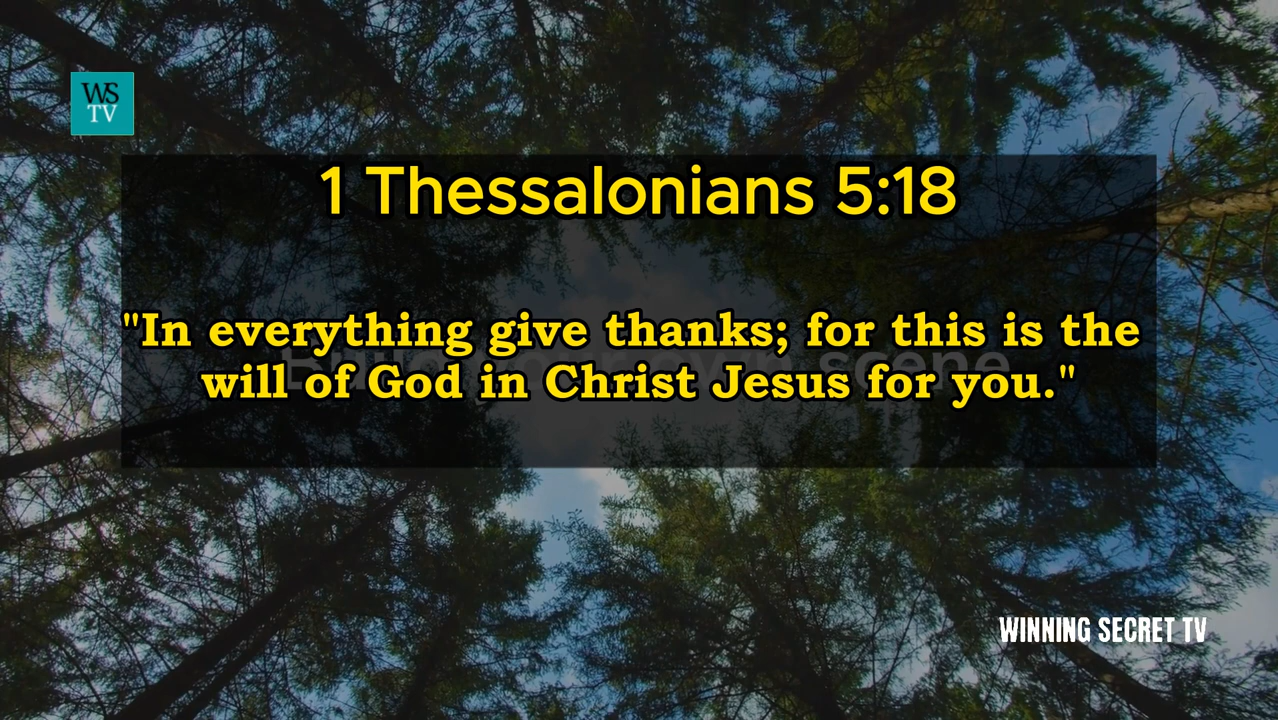 WS
TV
1 Thessalonians 5:18
"In everything give thanks; for this is the
will of God in Christ Jesus for you."
WINNING SECRET TV